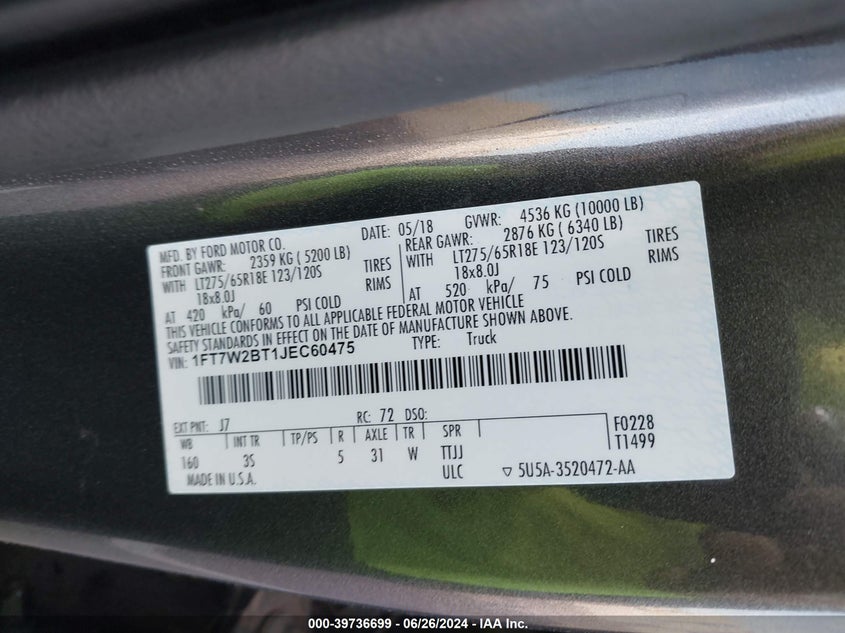 MFD. BY FORD MOTOR CO.
DATE: 05/18 GVWR: 4536 KG (10000 LB)
FRONT GAWR: 2359 KG ( 5200 LB) REAR GAWR: 2876 KG ( 6340 LB)
WITH LT275/65R18E 123/120S TIRES WITH LT275/65R18E 123/120S TIRES
18x8.0J RIMS 18x8.0J RIMS
AT 420 kPa/ 60 PSI COLD AT 520 kPa/ 75 PSI COLD
THIS VEHICLE CONFORMS TO ALL APPLICABLE FEDERAL MOTOR VEHICLE
SAFETY STANDARDS IN EFFECT ON THE DATE OF MANUFACTURE SHOWN ABOVE.
VIN: 1FT7W2BT1JEC60475 TYPE: Truck
EXT PNT: J7 RC: 72 DSO:
WB INT TR TP/PS R AXLE TR SPR F0228
160 3S 5 31 W TTJJ T1499
MADE IN U.S.A. ULC ▽ 5U5A-3520472-AA
000-39736699 - 06/26/2024 - IAA Inc.